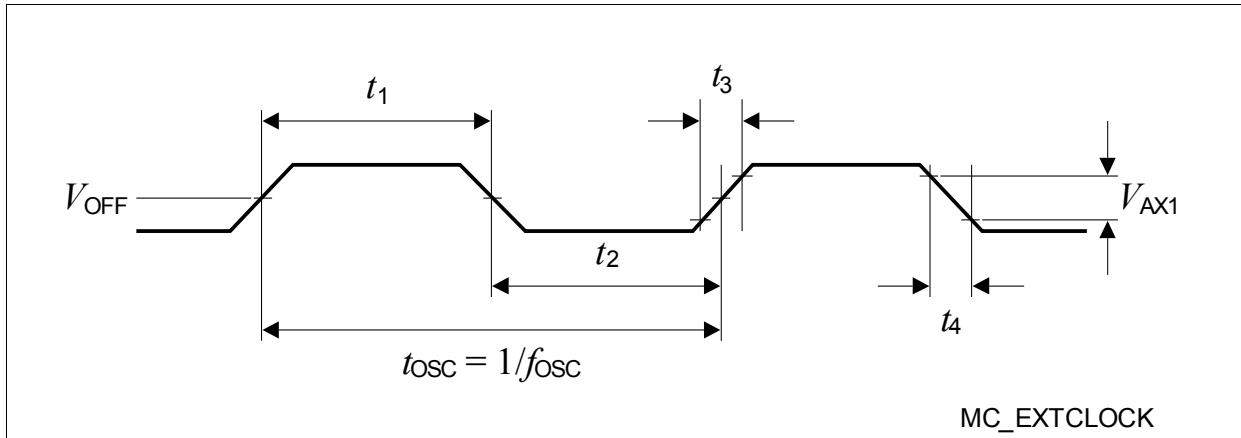 t1
t3
VOFF
VAX1
t2
t4
tOSC = 1/fOSC
MC_EXTCLOCK